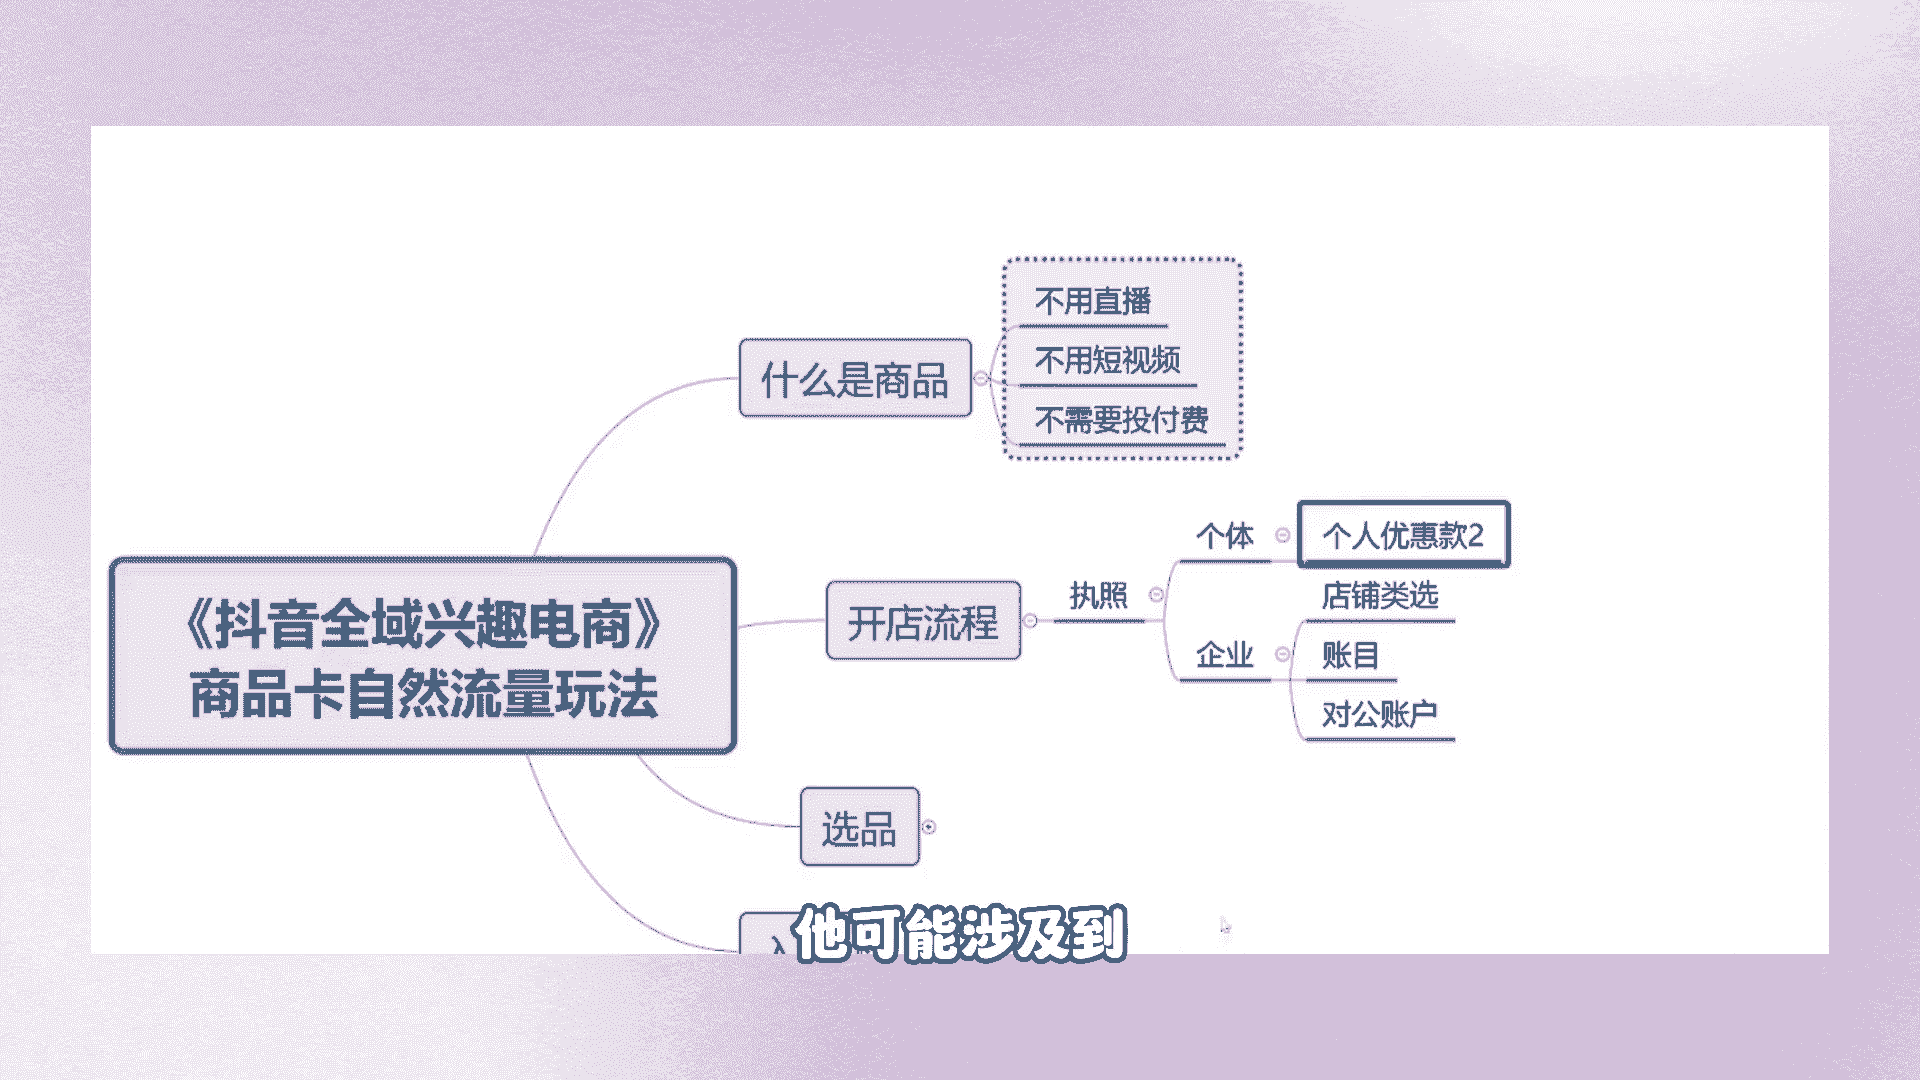 不用直播
不用短视频
不需要投付费
什么是商品
个体
个人优惠款2
店铺类选
执照
开店流程
企业
账目
对公账户
《抖音全域兴趣电商》
商品卡自然流量玩法
选品
他可能涉及到